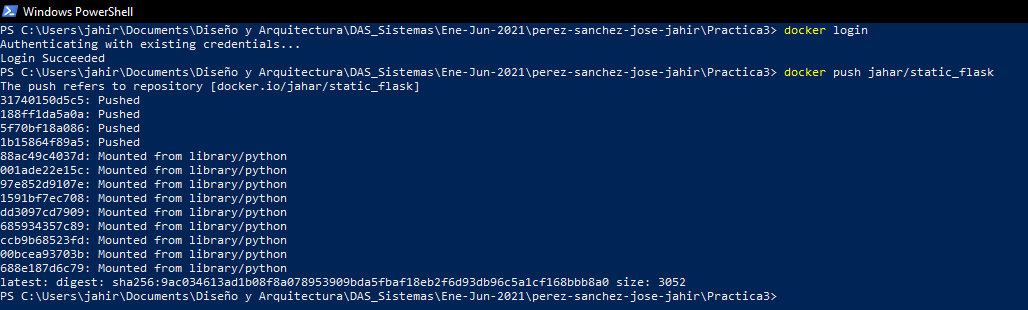 Windows PowerShell
PS C:\Users\jahir\Documents\Diseño y Arquitectura\DAS_Sistemas\Ene-Jun-2021\perez-sanchez-jose-jahir\Practica3> docker login
Authenticating with existing credentials...
Login Succeeded
PS C:\Users\jahir\Documents\Diseño y Arquitectura\DAS_Sistemas\Ene-Jun-2021\perez-sanchez-jose-jahir\Practica3> docker push jahar/static_flask
The push refers to repository [docker.io/jahar/static_flask]
31740150d5c5: Pushed
188ff1da5a0a: Pushed
5f70bf18a086: Pushed
1b15864f89a5: Pushed
88ac49c4037d: Mounted from library/python
001ade22e15c: Mounted from library/python
97e852d9107e: Mounted from library/python
1591bf7ec708: Mounted from library/python
dd3097cd7909: Mounted from library/python
685934357c89: Mounted from library/python
ccb9b68523fd: Mounted from library/python
00bcea93703b: Mounted from library/python
688e187d6c79: Mounted from library/python
latest: digest: sha256:9ac034613ad1b08f8a078953909bda5fbaf18eb2f6d93db96c5a1cf168bbb8a0 size: 3052
PS C:\Users\jahir\Documents\Diseño y Arquitectura\DAS_Sistemas\Ene-Jun-2021\perez-sanchez-jose-jahir\Practica3>